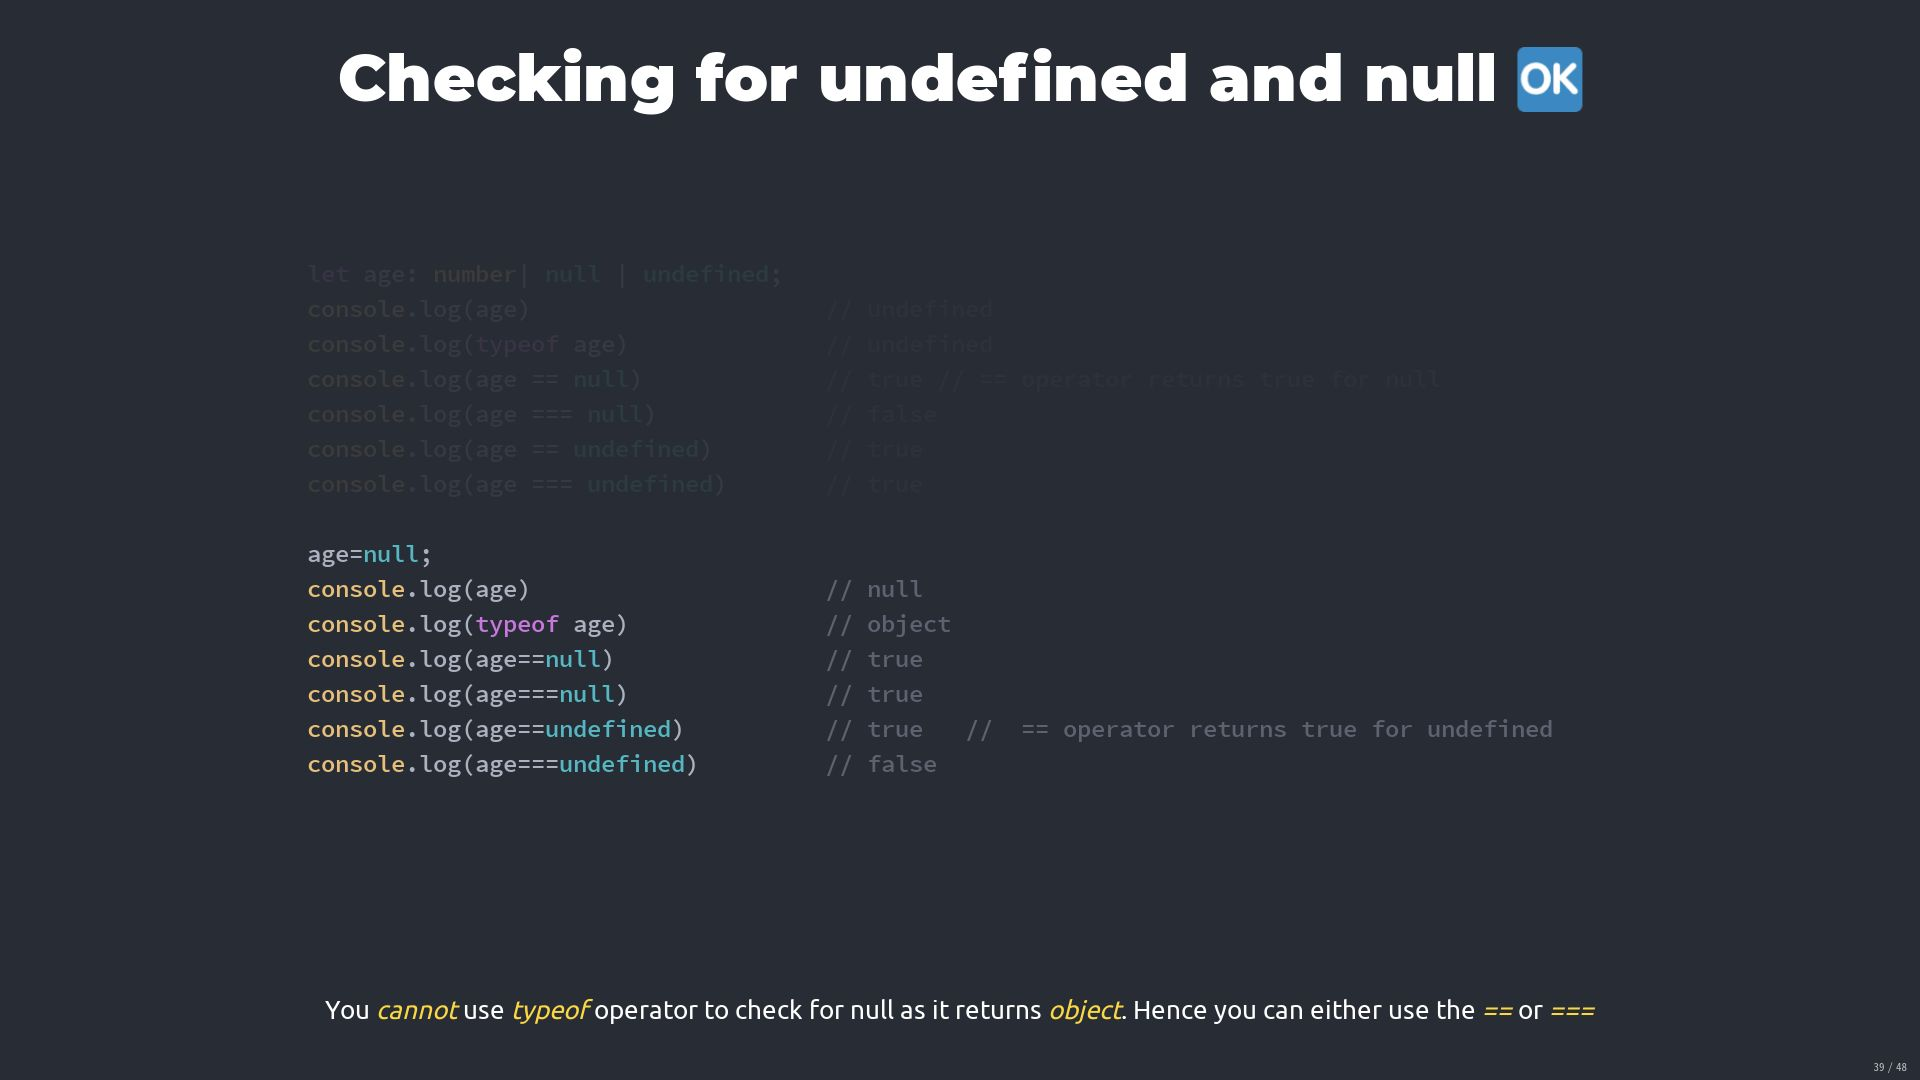 Checking for undefined and null 🆗
let age: number| null | undefined;
console.log(age) // undefined
console.log(typeof age) // undefined
console.log(age == null) // true // == operator returns true for null
console.log(age === null) // false
console.log(age == undefined) // true
console.log(age === undefined) // true
age=null;
console.log(age) // null
console.log(typeof age) // object
console.log(age==null) // true
console.log(age===null) // true
console.log(age==undefined) // true // == operator returns true for undefined
console.log(age===undefined) // false
You cannot use typeof operator to check for null as it returns object. Hence you can either use the == or ===
39 / 48